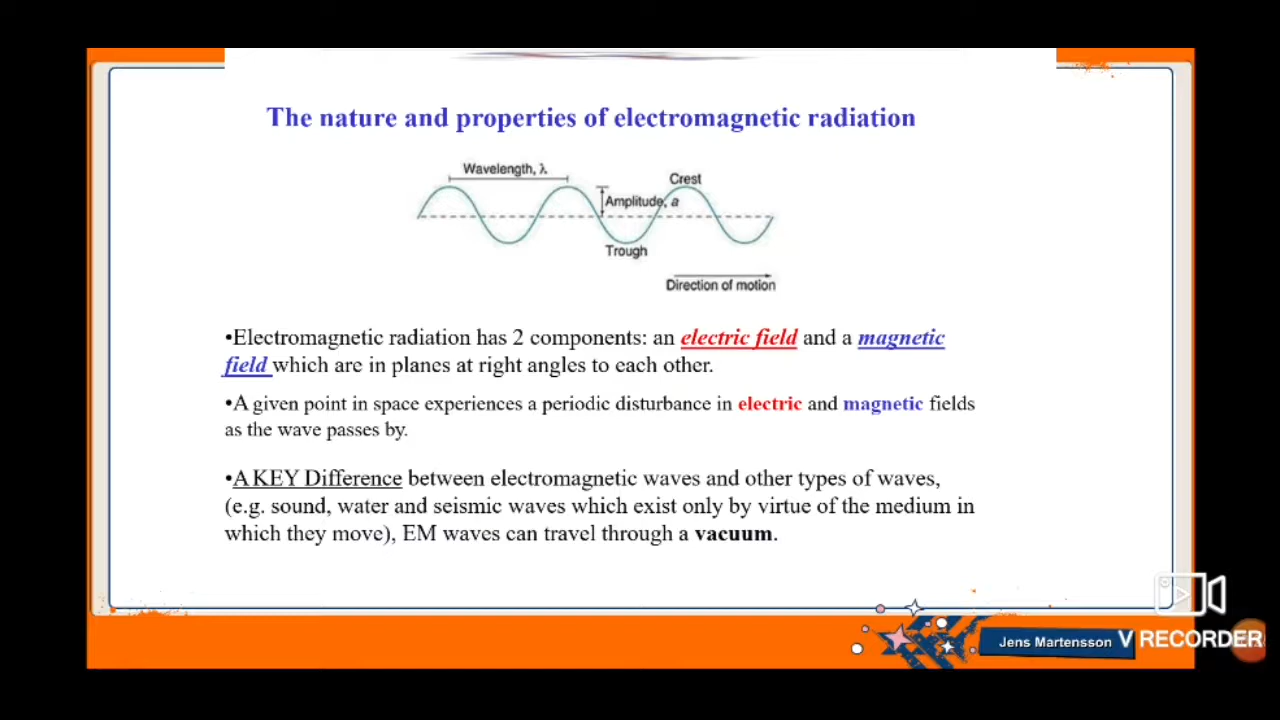 The nature and properties of electromagnetic radiation
Wavelength, λ
Crest
Amplitude, a
Trough
Direction of motion
•Electromagnetic radiation has 2 components: an electric field and a magnetic
field which are in planes at right angles to each other.
•A given point in space experiences a periodic disturbance in electric and magnetic fields
as the wave passes by.
•A KEY Difference between electromagnetic waves and other types of waves,
(e.g. sound, water and seismic waves which exist only by virtue of the medium in
which they move), EM waves can travel through a vacuum.
Jens Martensson
V RECORDER